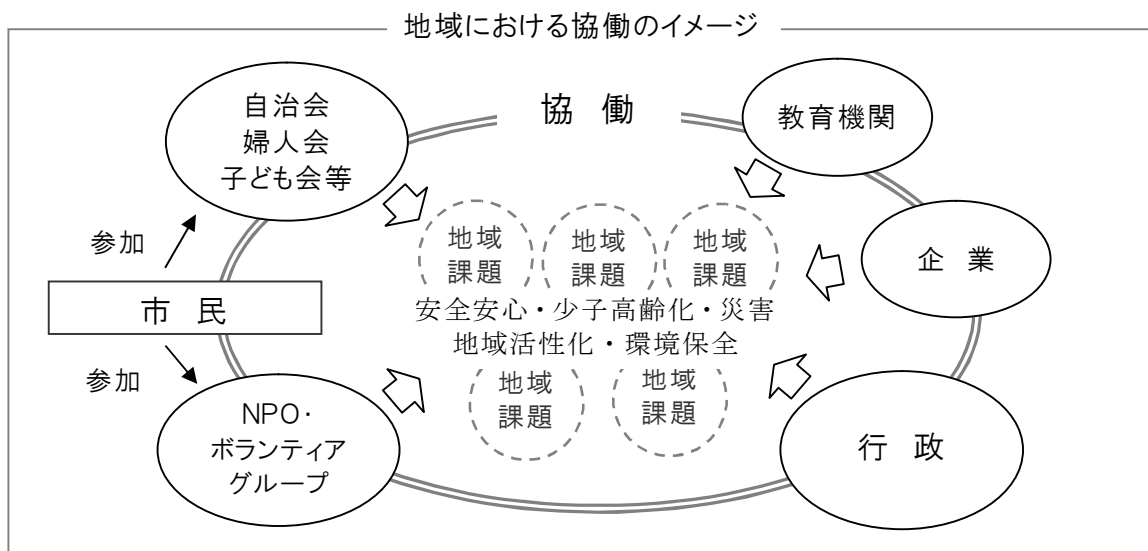 地域における協働のイメージ
自治会
婦人会
子ども会等
協 働
教育機関
参加
市 民
参加
NPO・
ボランティア
グループ
地域
課題
地域
課題
地域
課題
安全安心・少子高齢化・災害
地域活性化・環境保全
地域
課題
地域
課題
企 業
行 政